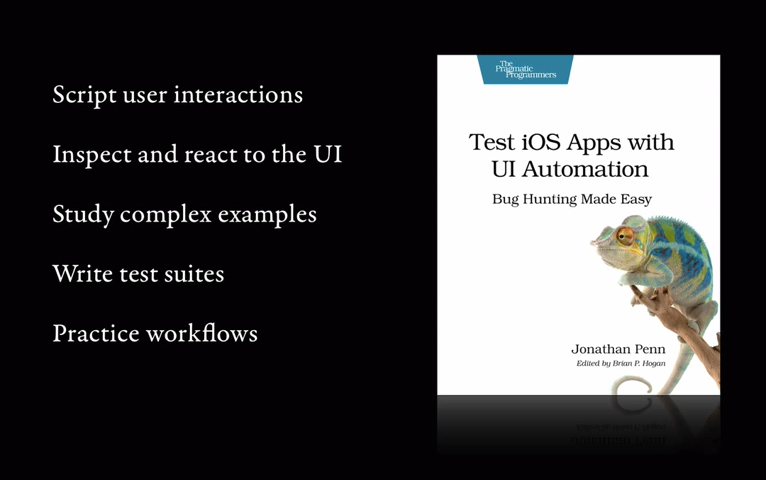 Script user interactions
Inspect and react to the UI
Study complex examples
Write test suites
Practice workflows
The
Pragmatic
Programmers
Test iOS Apps with
UI Automation
Bug Hunting Made Easy
Jonathan Penn
Edited by Brian P. Hogan